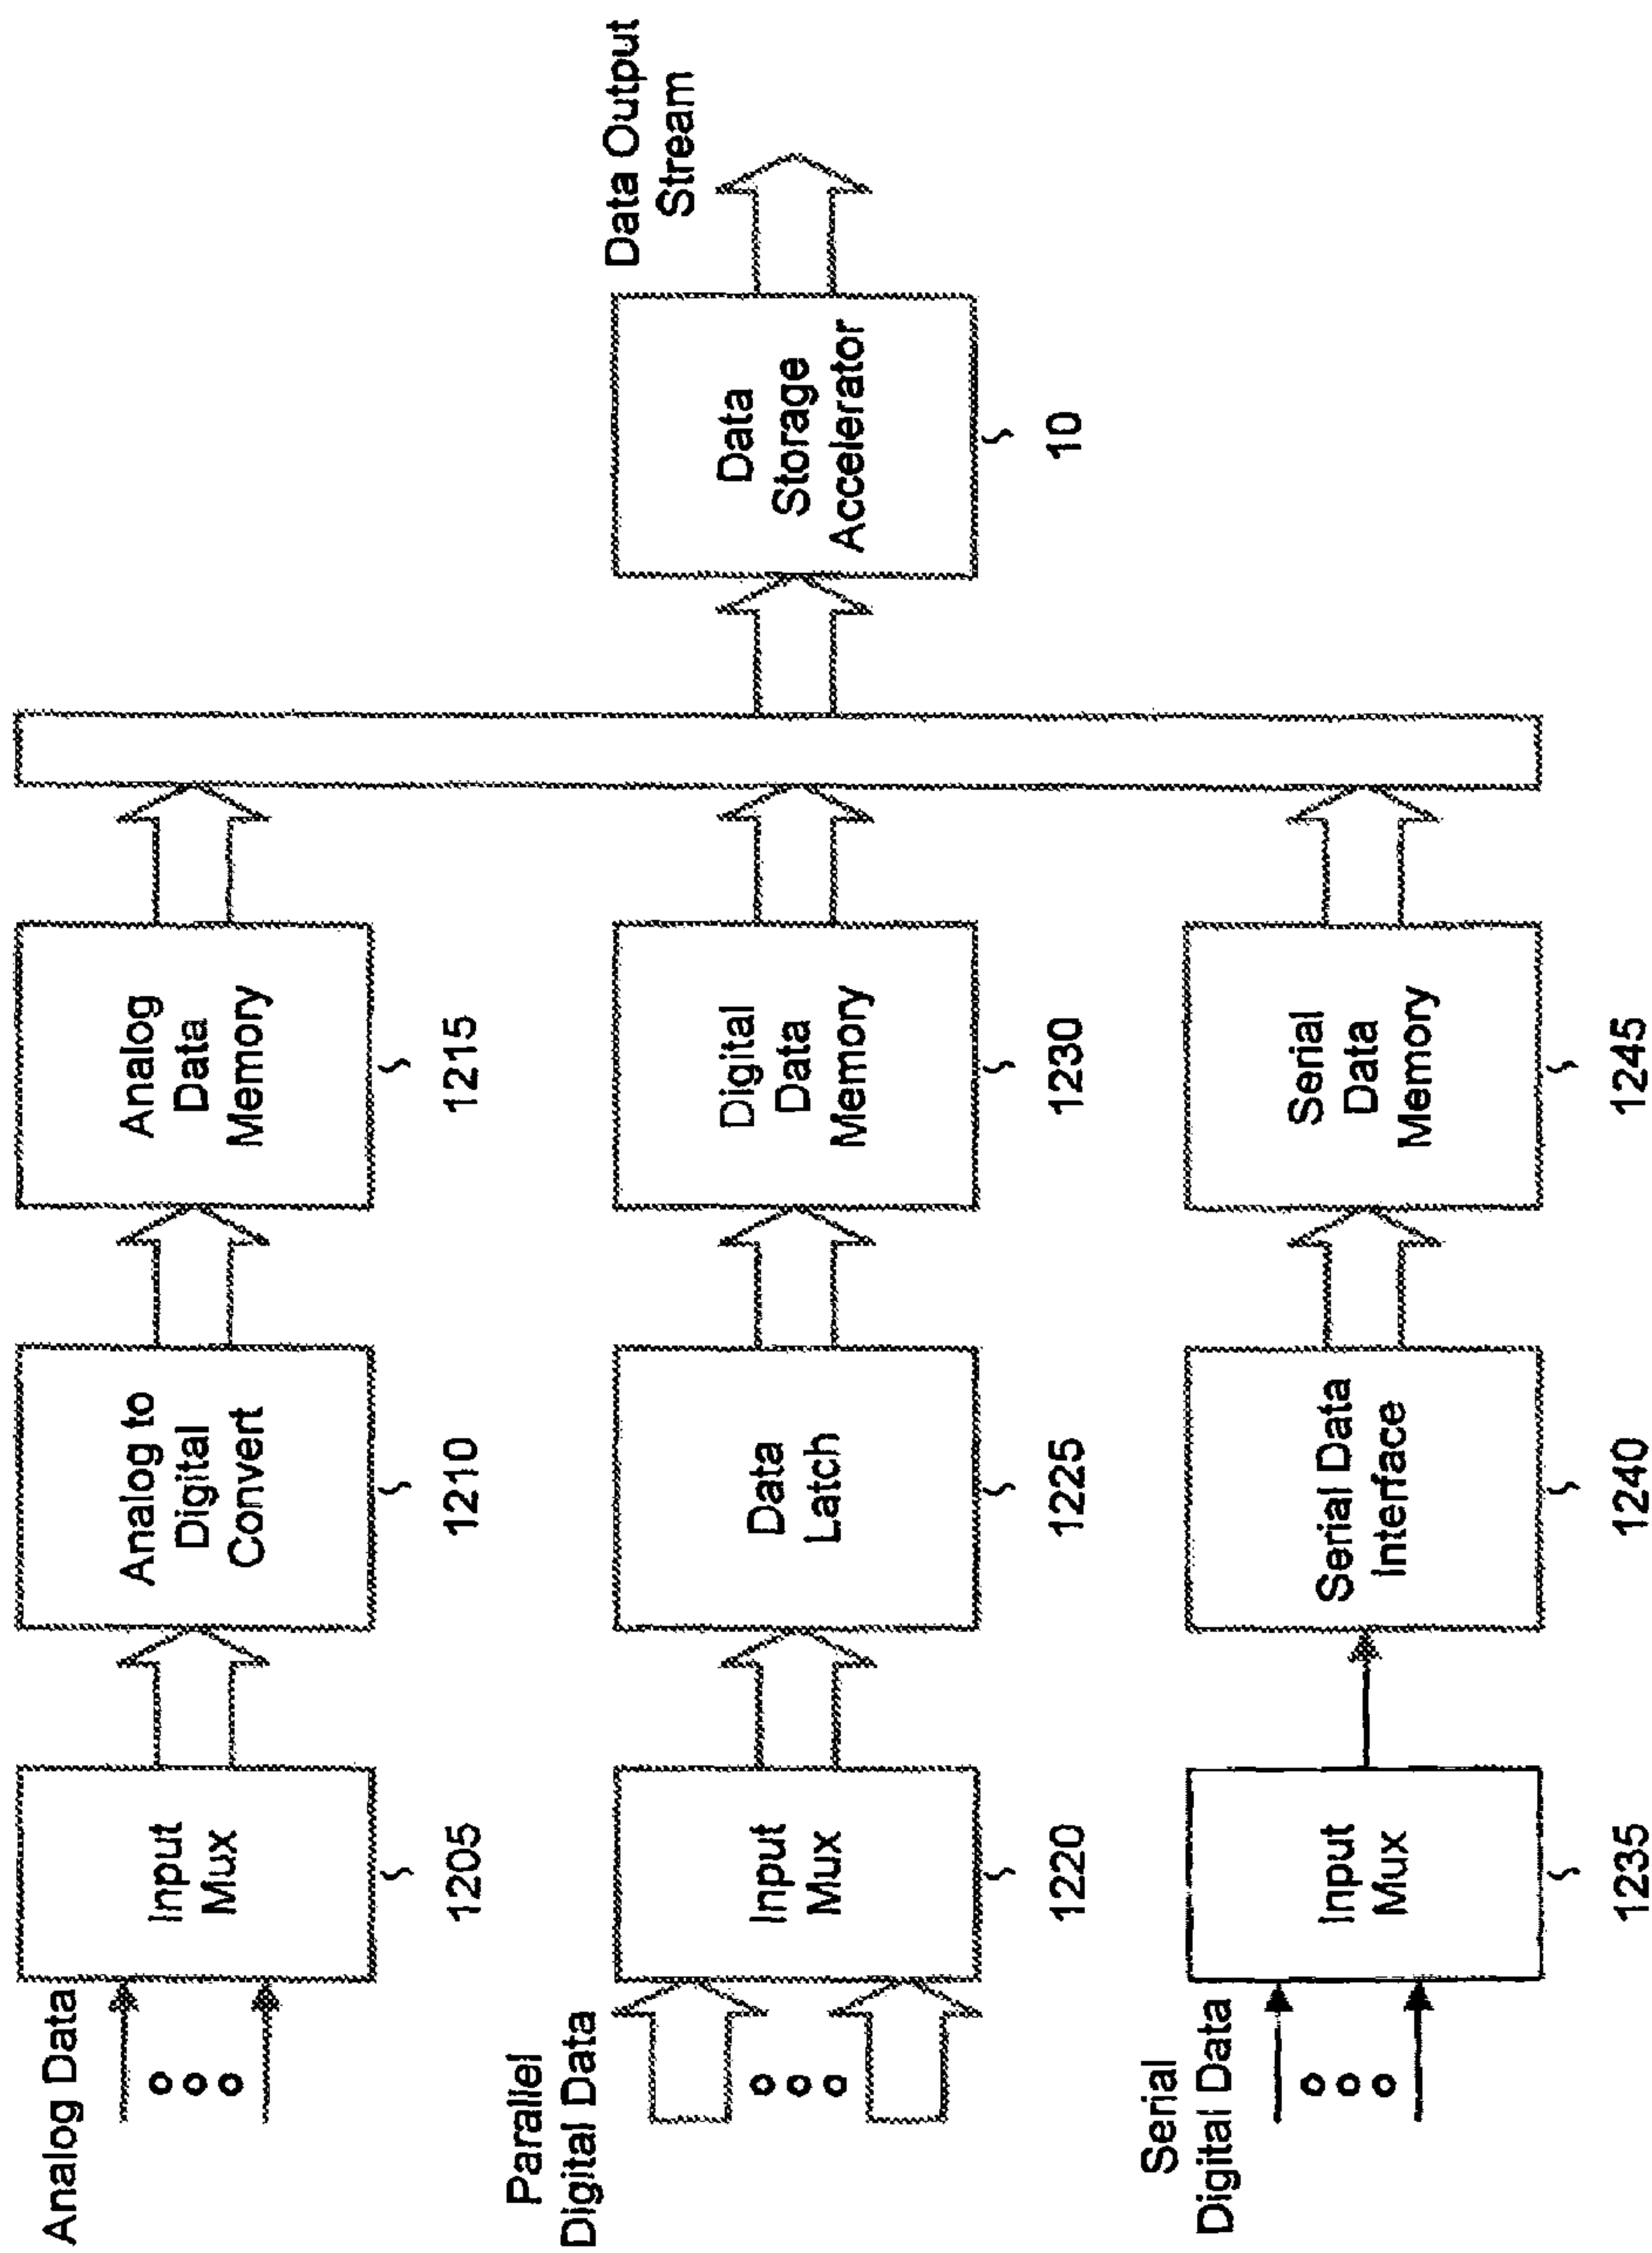 Analog Data
Input
Mux
1205
Analog to
Digital
Convert
1210
Analog
Data
Memory
1215
Parallel
Digital Data
Input
Mux
1220
Data
Latch
1225
Digital
Data
Memory
1230
Data
Storage
Accelerator
10
Data Output
Stream
Serial
Digital Data
Input
Mux
1235
Serial Data
Interface
1240
Serial
Data
Memory
1245